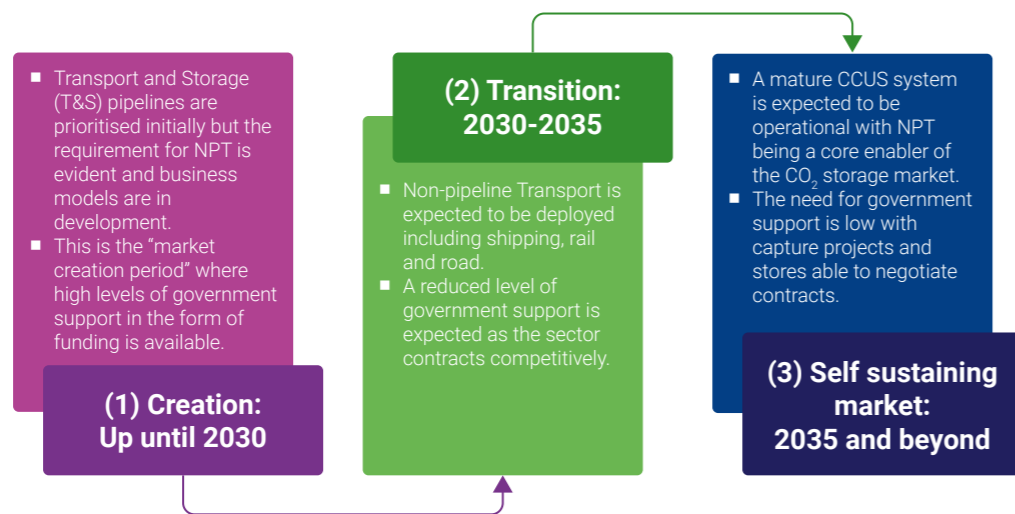 ■ Transport and Storage
(T&S) pipelines are
prioritised initially but the
requirement for NPT is
evident and business
models are in
development.
■ This is the “market
creation period” where
high levels of government
support in the form of
funding is available.
(1) Creation:
Up until 2030
(2) Transition:
2030-2035
■ Non-pipeline Transport is
expected to be deployed
including shipping, rail
and road.
■ A reduced level of
government support is
expected as the sector
contracts competitively.
■ A mature CCUS system
is expected to be
operational with NPT
being a core enabler of
the CO₂ storage market.
■ The need for government
support is low with
capture projects and
stores able to negotiate
contracts.
(3) Self sustaining
market:
2035 and beyond